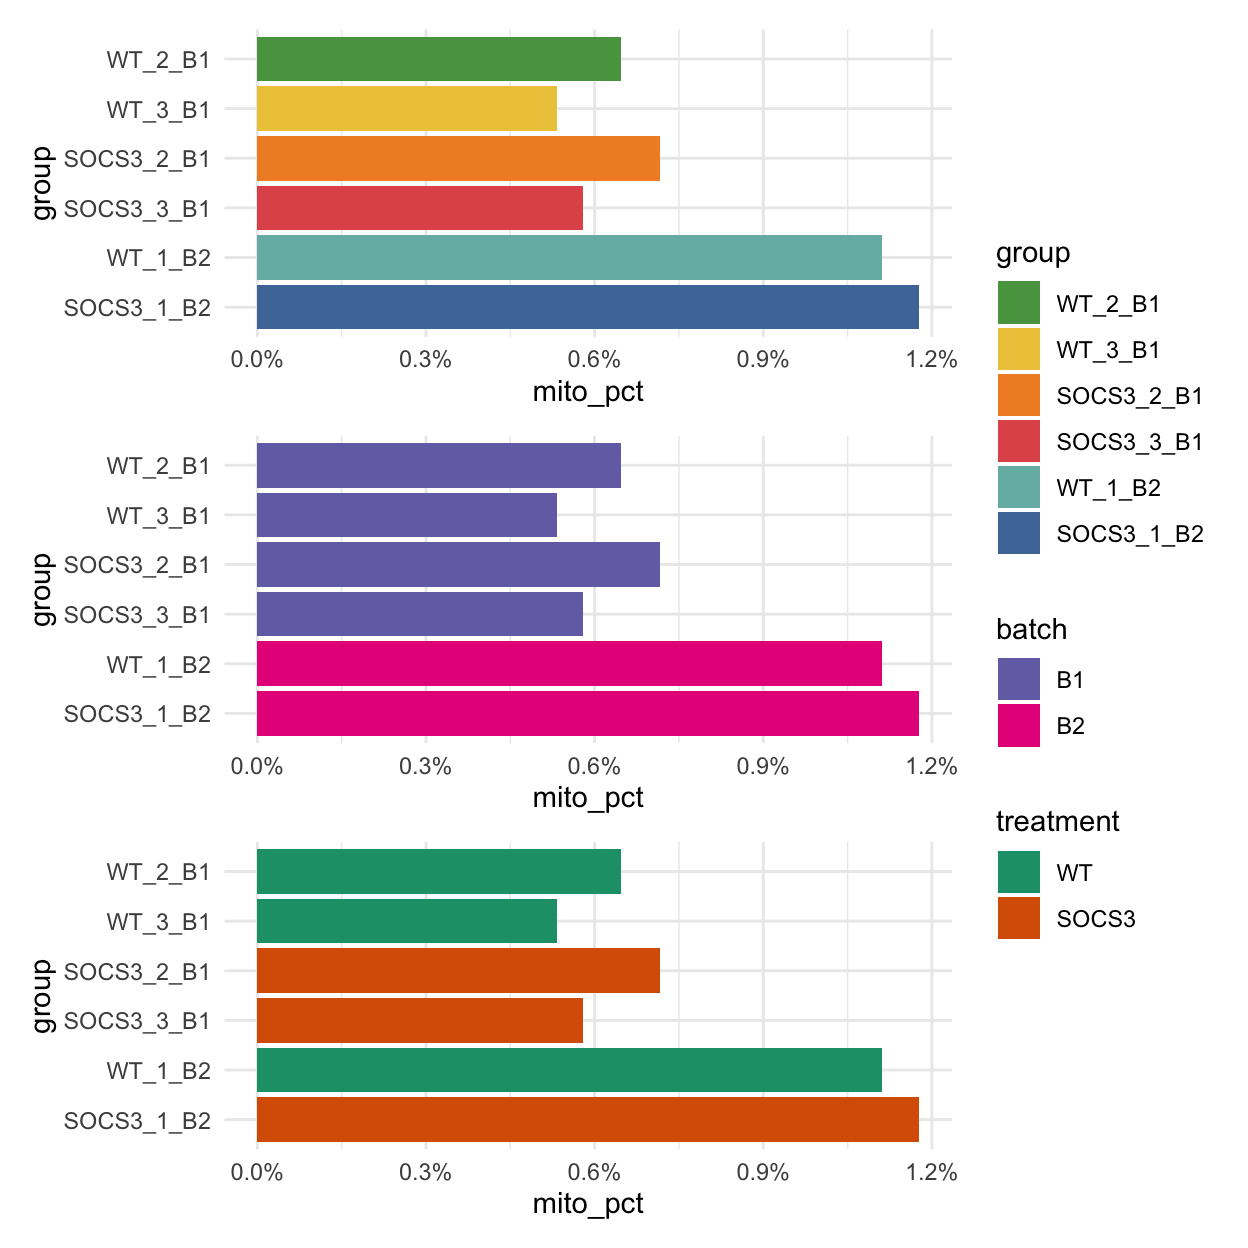 WT_2_B1
WT_3_B1
SOCS3_2_B1
SOCS3_3_B1
WT_1_B2
SOCS3_1_B2
group
0.0% 0.3% 0.6% 0.9% 1.2%
mito_pct
WT_2_B1
WT_3_B1
SOCS3_2_B1
SOCS3_3_B1
WT_1_B2
SOCS3_1_B2
group
0.0% 0.3% 0.6% 0.9% 1.2%
mito_pct
WT_2_B1
WT_3_B1
SOCS3_2_B1
SOCS3_3_B1
WT_1_B2
SOCS3_1_B2
group
0.0% 0.3% 0.6% 0.9% 1.2%
mito_pct
group
WT_2_B1
WT_3_B1
SOCS3_2_B1
SOCS3_3_B1
WT_1_B2
SOCS3_1_B2
batch
B1
B2
treatment
WT
SOCS3